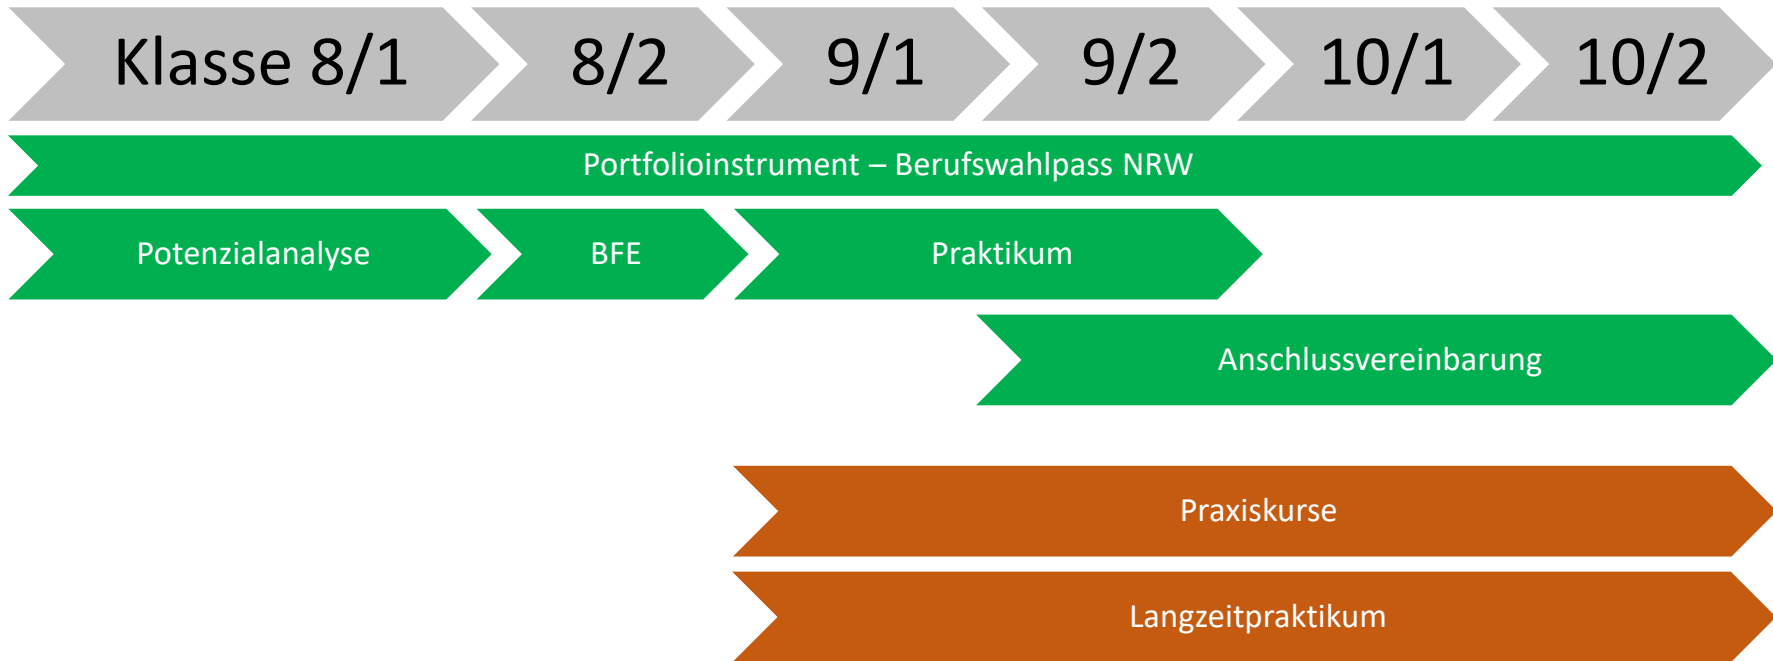 Klasse 8/1 8/2 9/1 9/2 10/1 10/2
Portfolioinstrument – Berufswahlpass NRW
Potenzialanalyse BFE Praktikum
Anschlussvereinbarung
Praxiskurse
Langzeitpraktikum